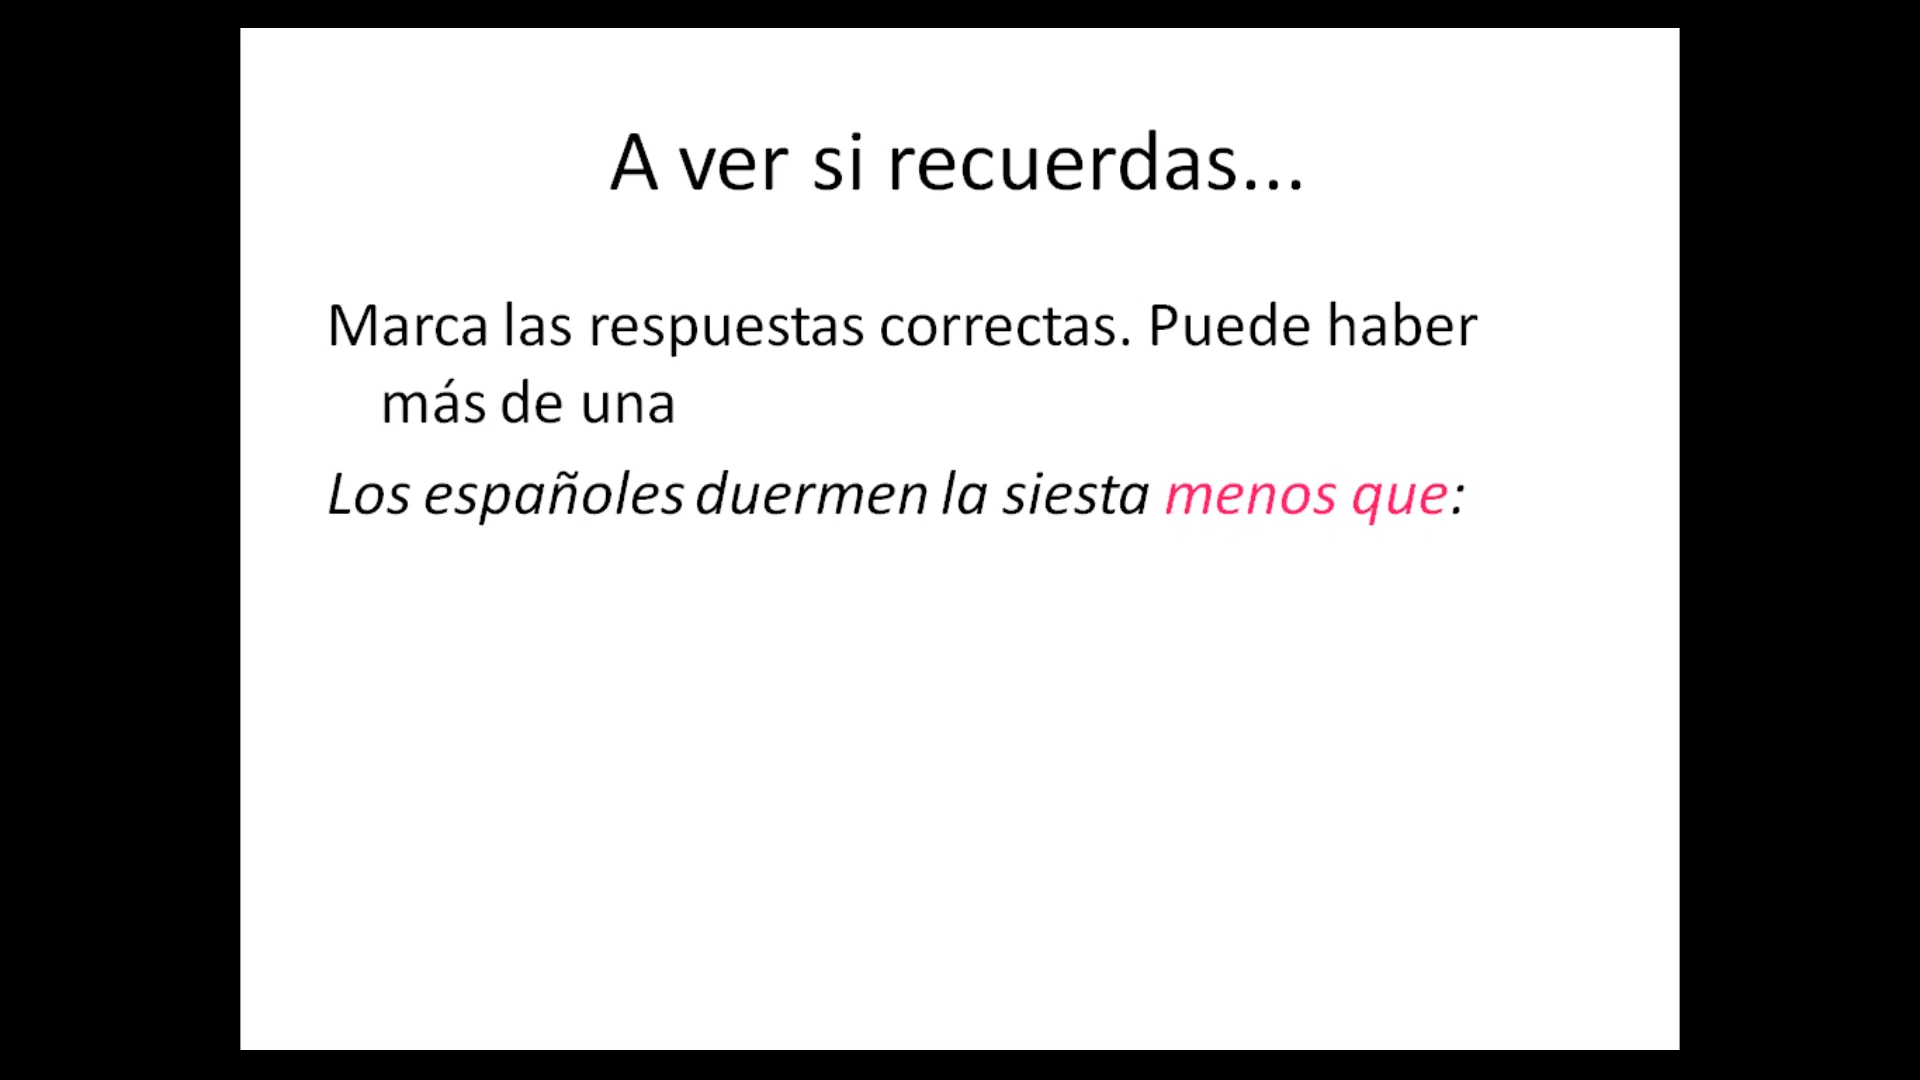 A ver si recuerdas...
Marca las respuestas correctas. Puede haber
más de una
Los españoles duermen la siesta menos que: